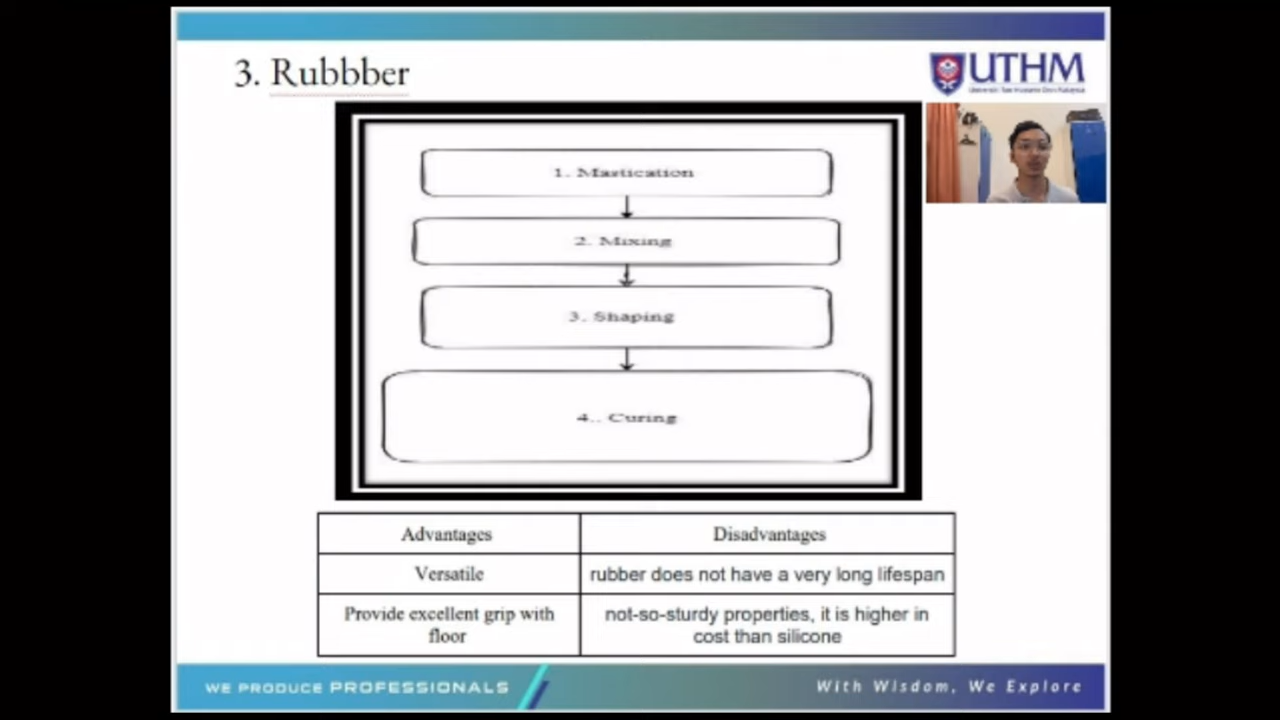 3. Rubbber
UTHM
Universiti Tun Hussein Onn Malaysia
1. Mastication
2. Mixing
3. Shaping
4.. Curing
Advantages
Disadvantages
Versatile
rubber does not have a very long lifespan
Provide excellent grip with
floor
not-so-sturdy properties, it is higher in
cost than silicone
WE PRODUCE PROFESSIONALS
With Wisdom, We Explore